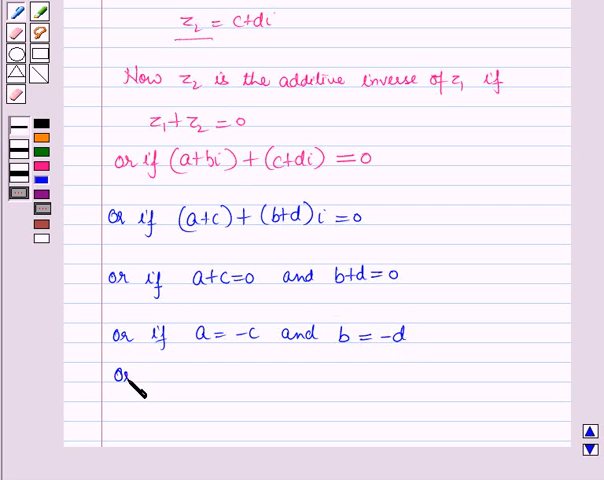 z₂ = c+di
Now z₂ is the additive inverse of z₁ if
z₁+z₂ =0
or if (a+bi) + (c+di) =0
or if (a+c) + (b+d) i =0
or if a+c=0 and b+d=0
or if a = -c and b = -d
or